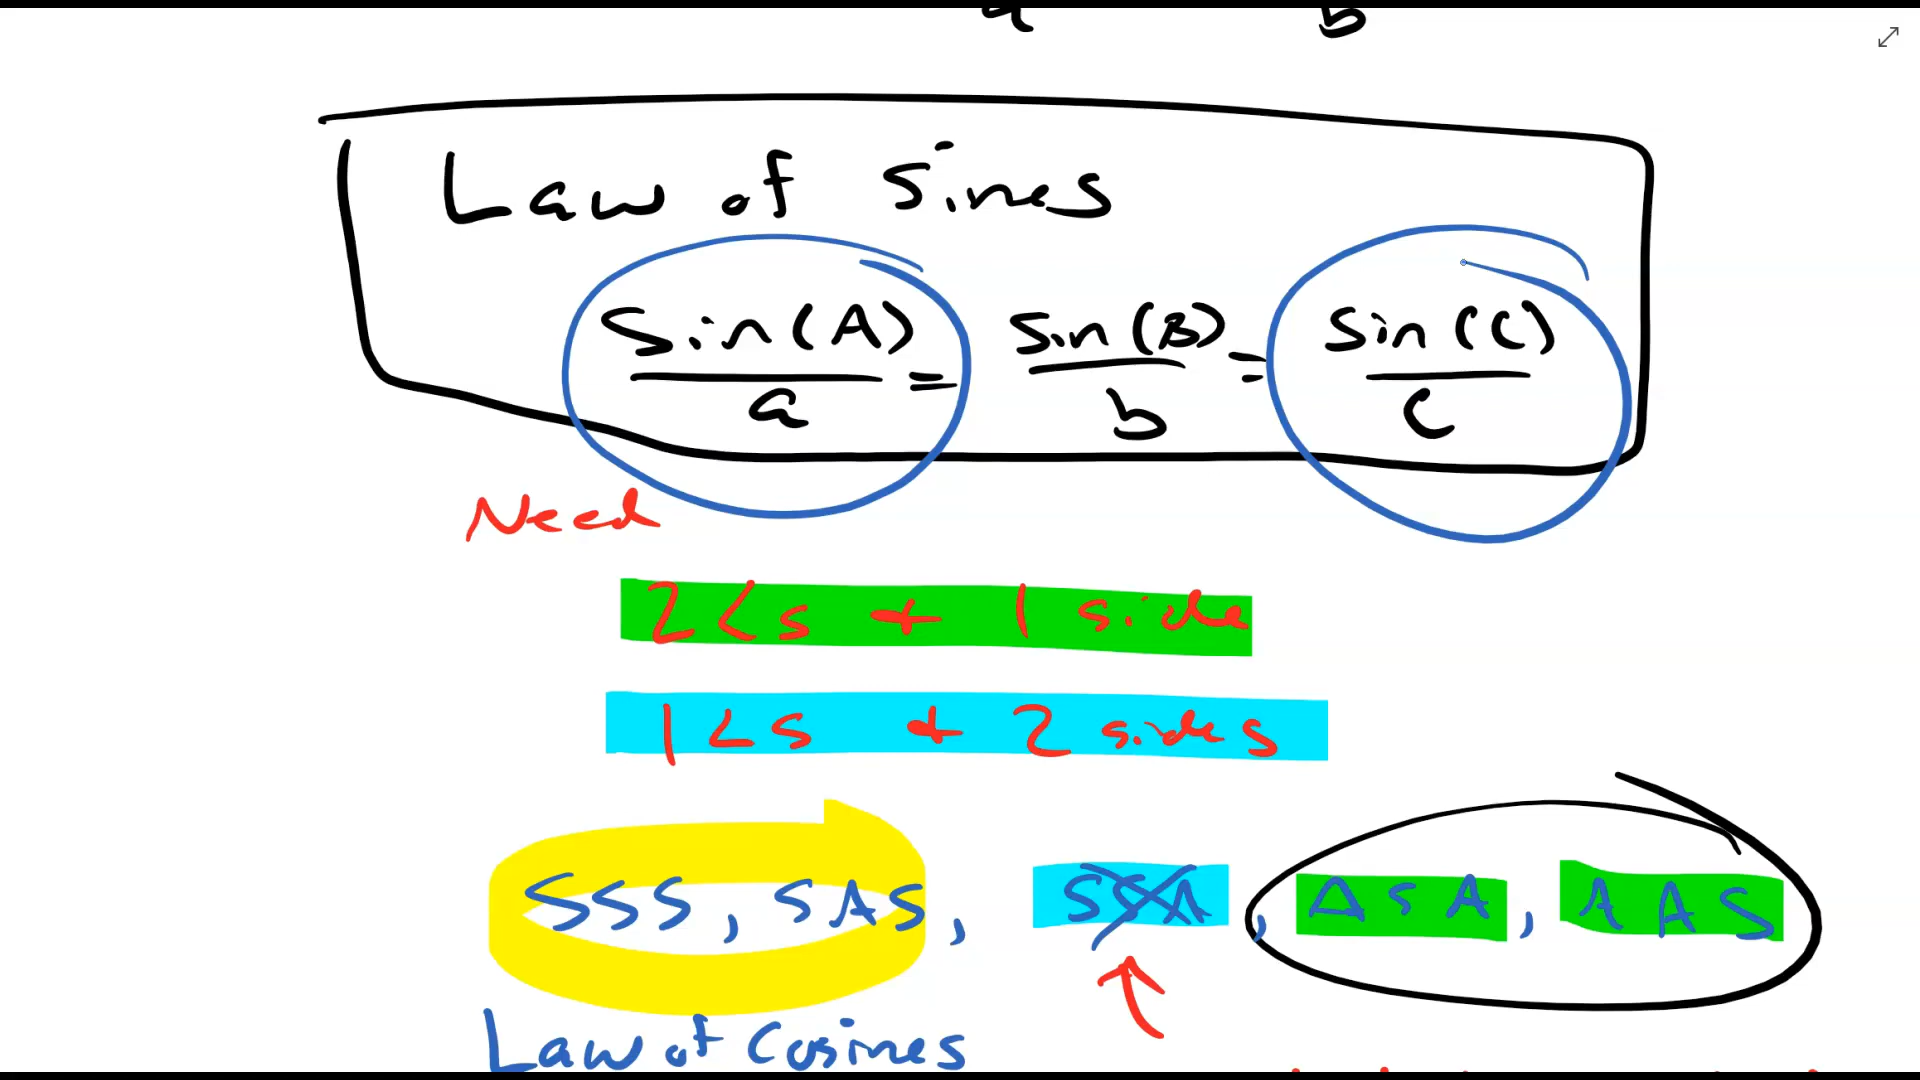 a b
Law of Sines
Sin(A)/a = Sin(B)/b = Sin(C)/c
Need
2<s + 1 side
1<s + 2 sides
SSS, SAS, SSA, ASA, AAS
Law of Cosines